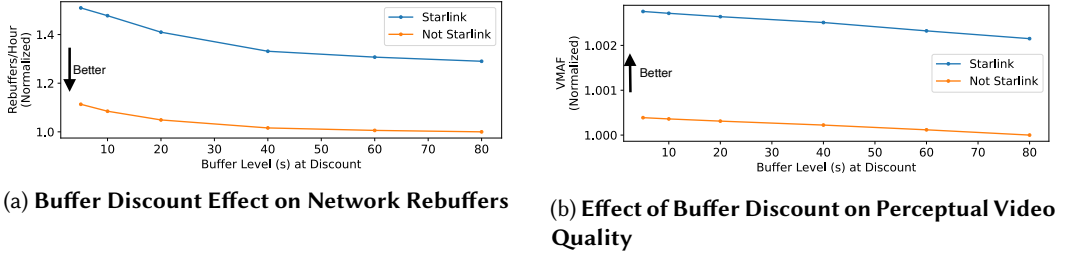 Rebuffers/Hour
(Normalized)
1.4
1.2
1.0
Better
Starlink
Not Starlink
10 20 30 40 50 60 70 80
Buffer Level (s) at Discount
(a) Buffer Discount Effect on Network Rebuffers
VMAF
(Normalized)
1.002
1.001
1.000
Better
Starlink
Not Starlink
10 20 30 40 50 60 70 80
Buffer Level (s) at Discount
(b) Effect of Buffer Discount on Perceptual Video
Quality